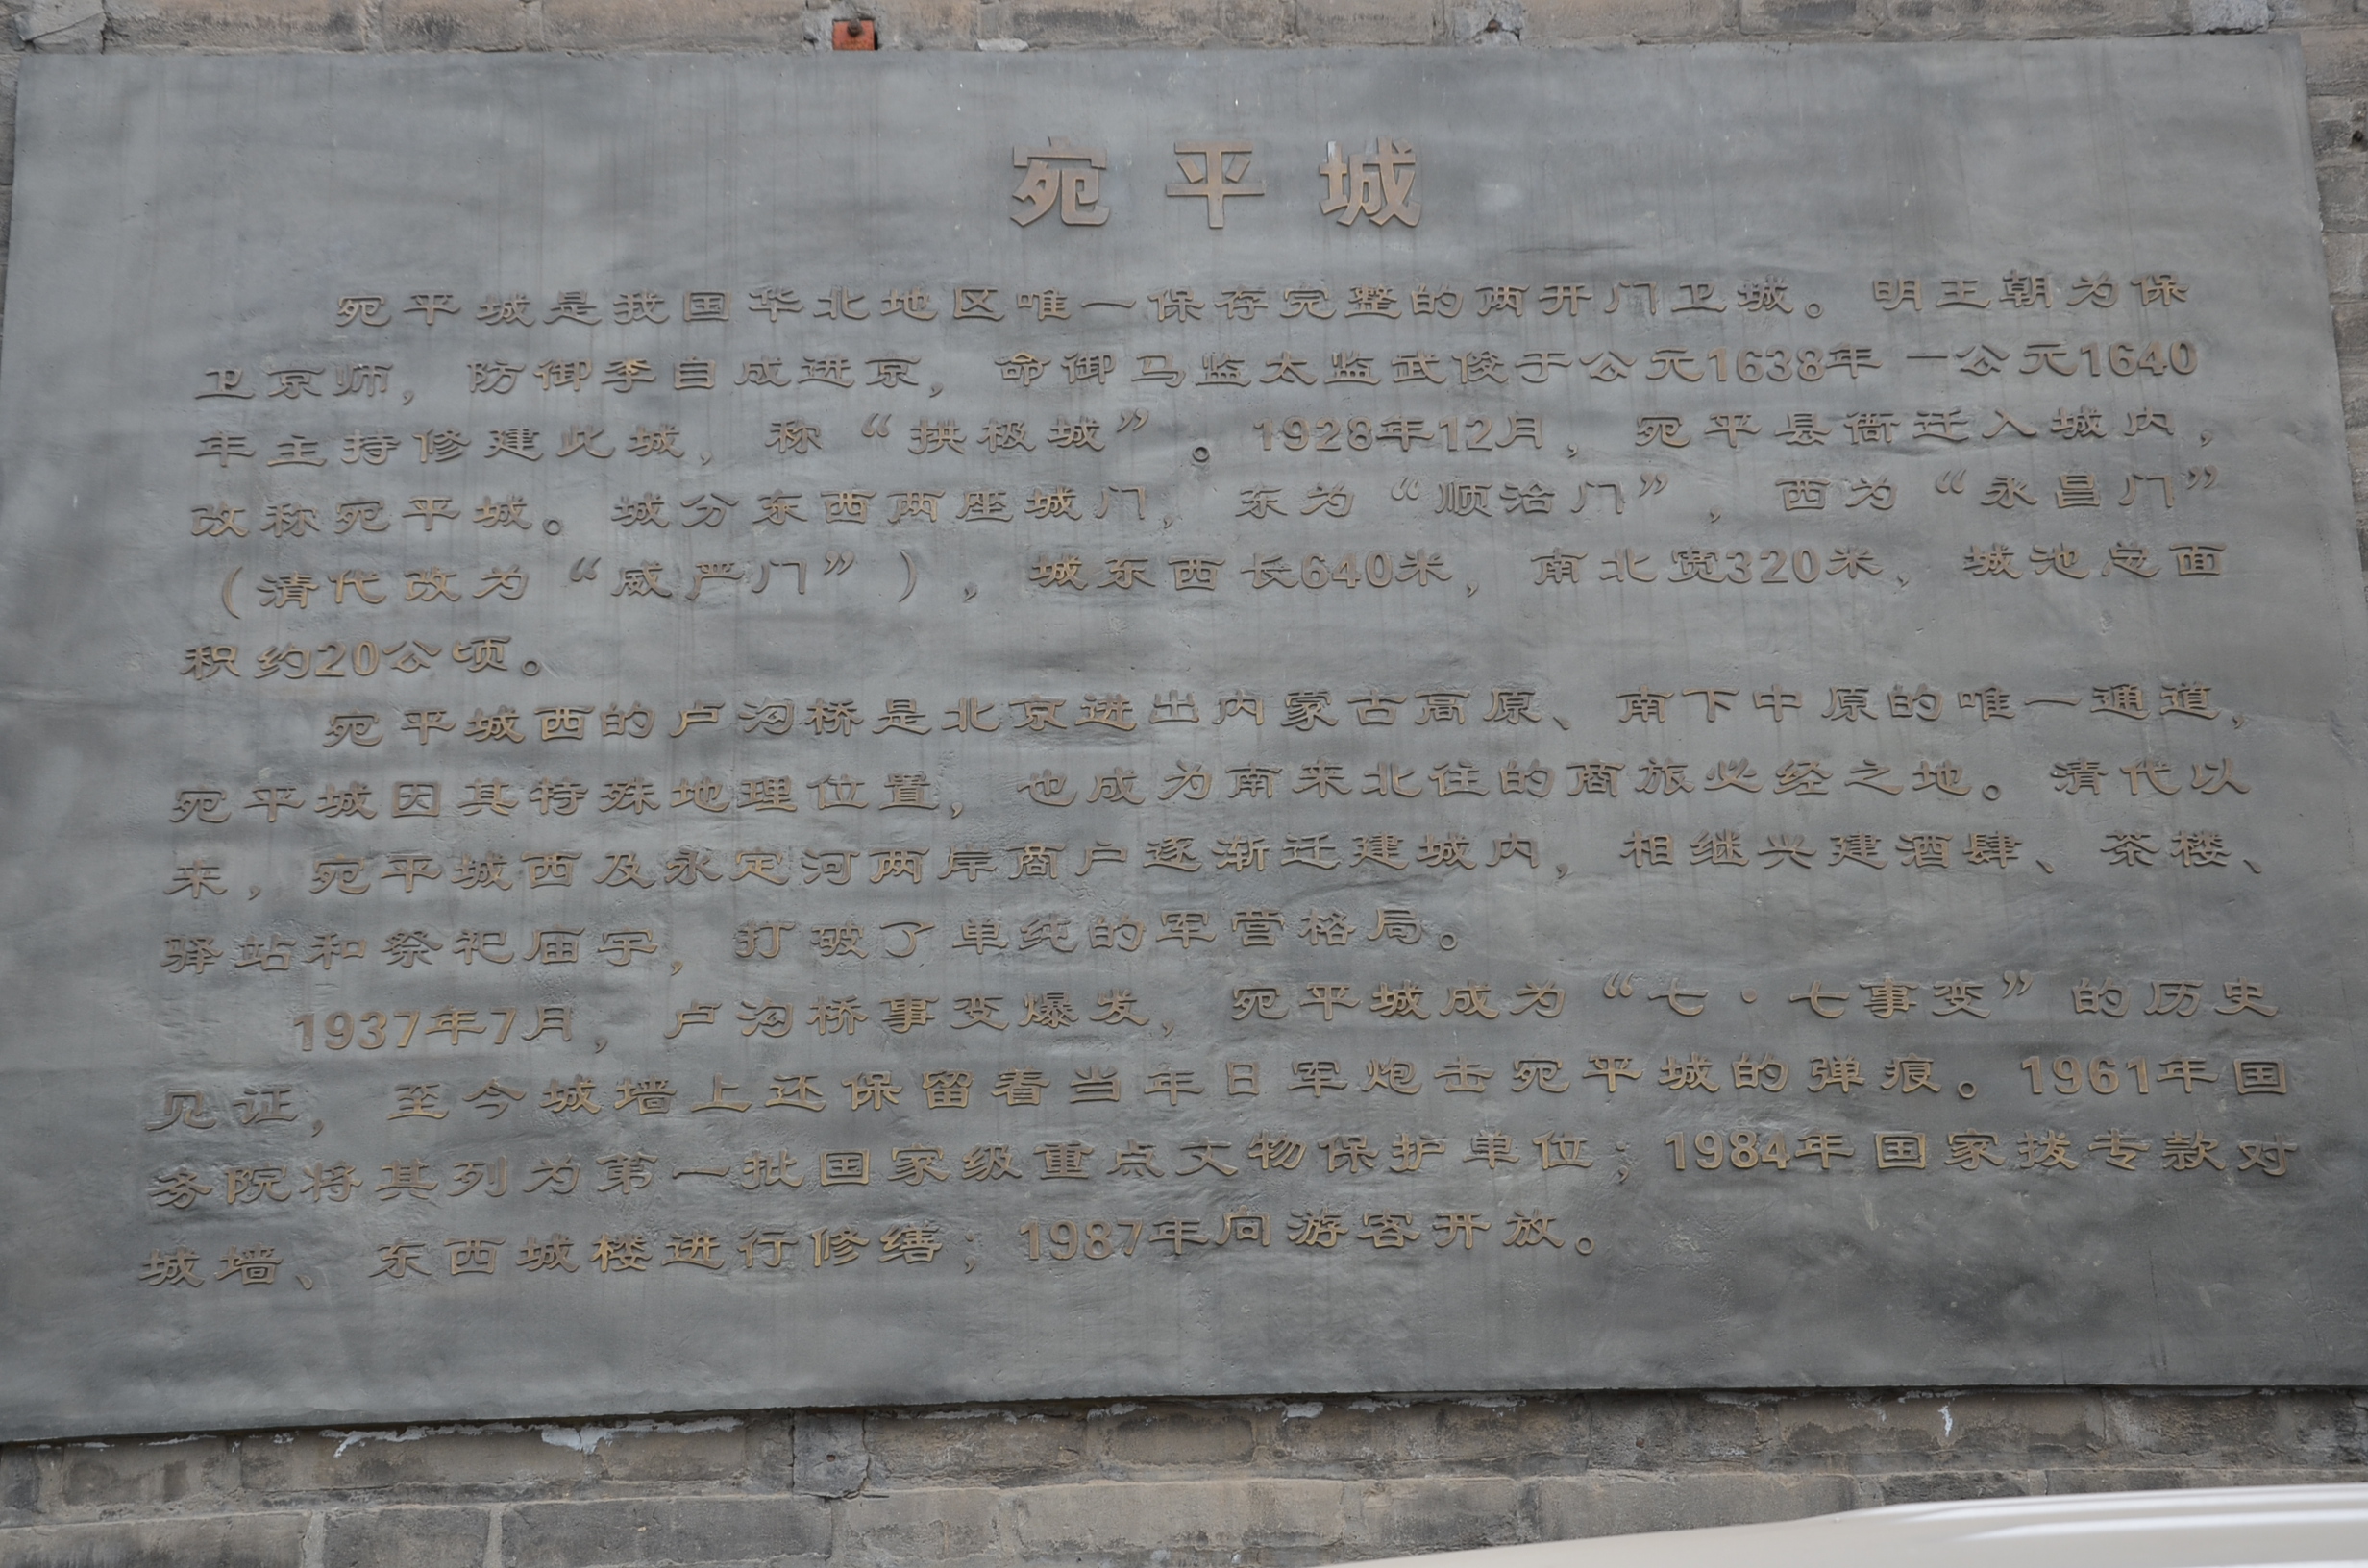 宛平城
宛平城是我国华北地区唯一保存完整的两开门卫城。明王朝为保
卫京师，防御李自成进京，命御马监太监武俊于公元1638年—公元1640
年主持修建此城，称“拱极城”。1928年12月，宛平县衙迁入城内，
改称宛平城。城分东西两座城门，东为“顺治门”，西为“永昌门”
（清代改为“威严门”），城东西长640米，南北宽320米，城池总面
积约20公顷。
宛平城西的卢沟桥是北京进出内蒙古高原、南下中原的唯一通道，
宛平城因其特殊地理位置，也成为南来北往的商旅必经之地。清代以
来，宛平城西及永定河两岸商户逐渐迁建城内，相继兴建酒肆、茶楼、
驿站和祭祀庙宇，打破了单纯的军营格局。
1937年7月，卢沟桥事变爆发，宛平城成为“七·七事变”的历史
见证，至今城墙上还保留着当年日军炮击宛平城的弹痕。1961年国
务院将其列为第一批国家级重点文物保护单位；1984年国家拔专款对
城墙、东西城楼进行修缮；1987年向游客开放。